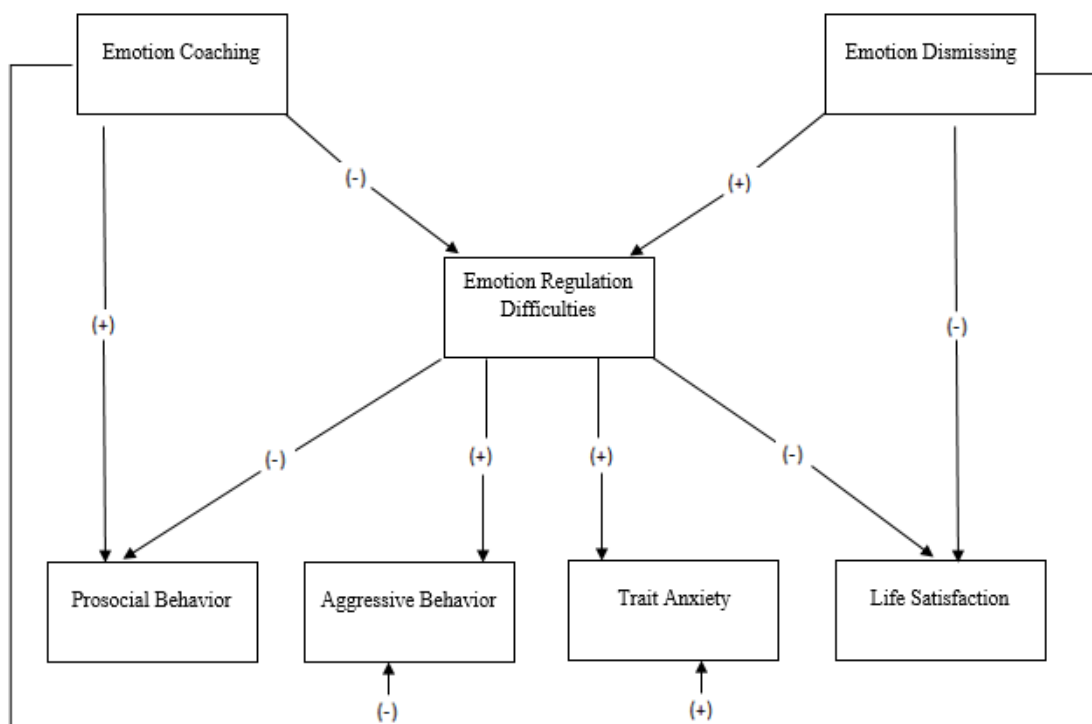 Emotion Coaching
Emotion Dismissing
(-)
(+)
Emotion Regulation
Difficulties
(+)
(-)
(-)
(+)
(+)
(-)
Prosocial Behavior
Aggressive Behavior
Trait Anxiety
Life Satisfaction
(-)
(+)